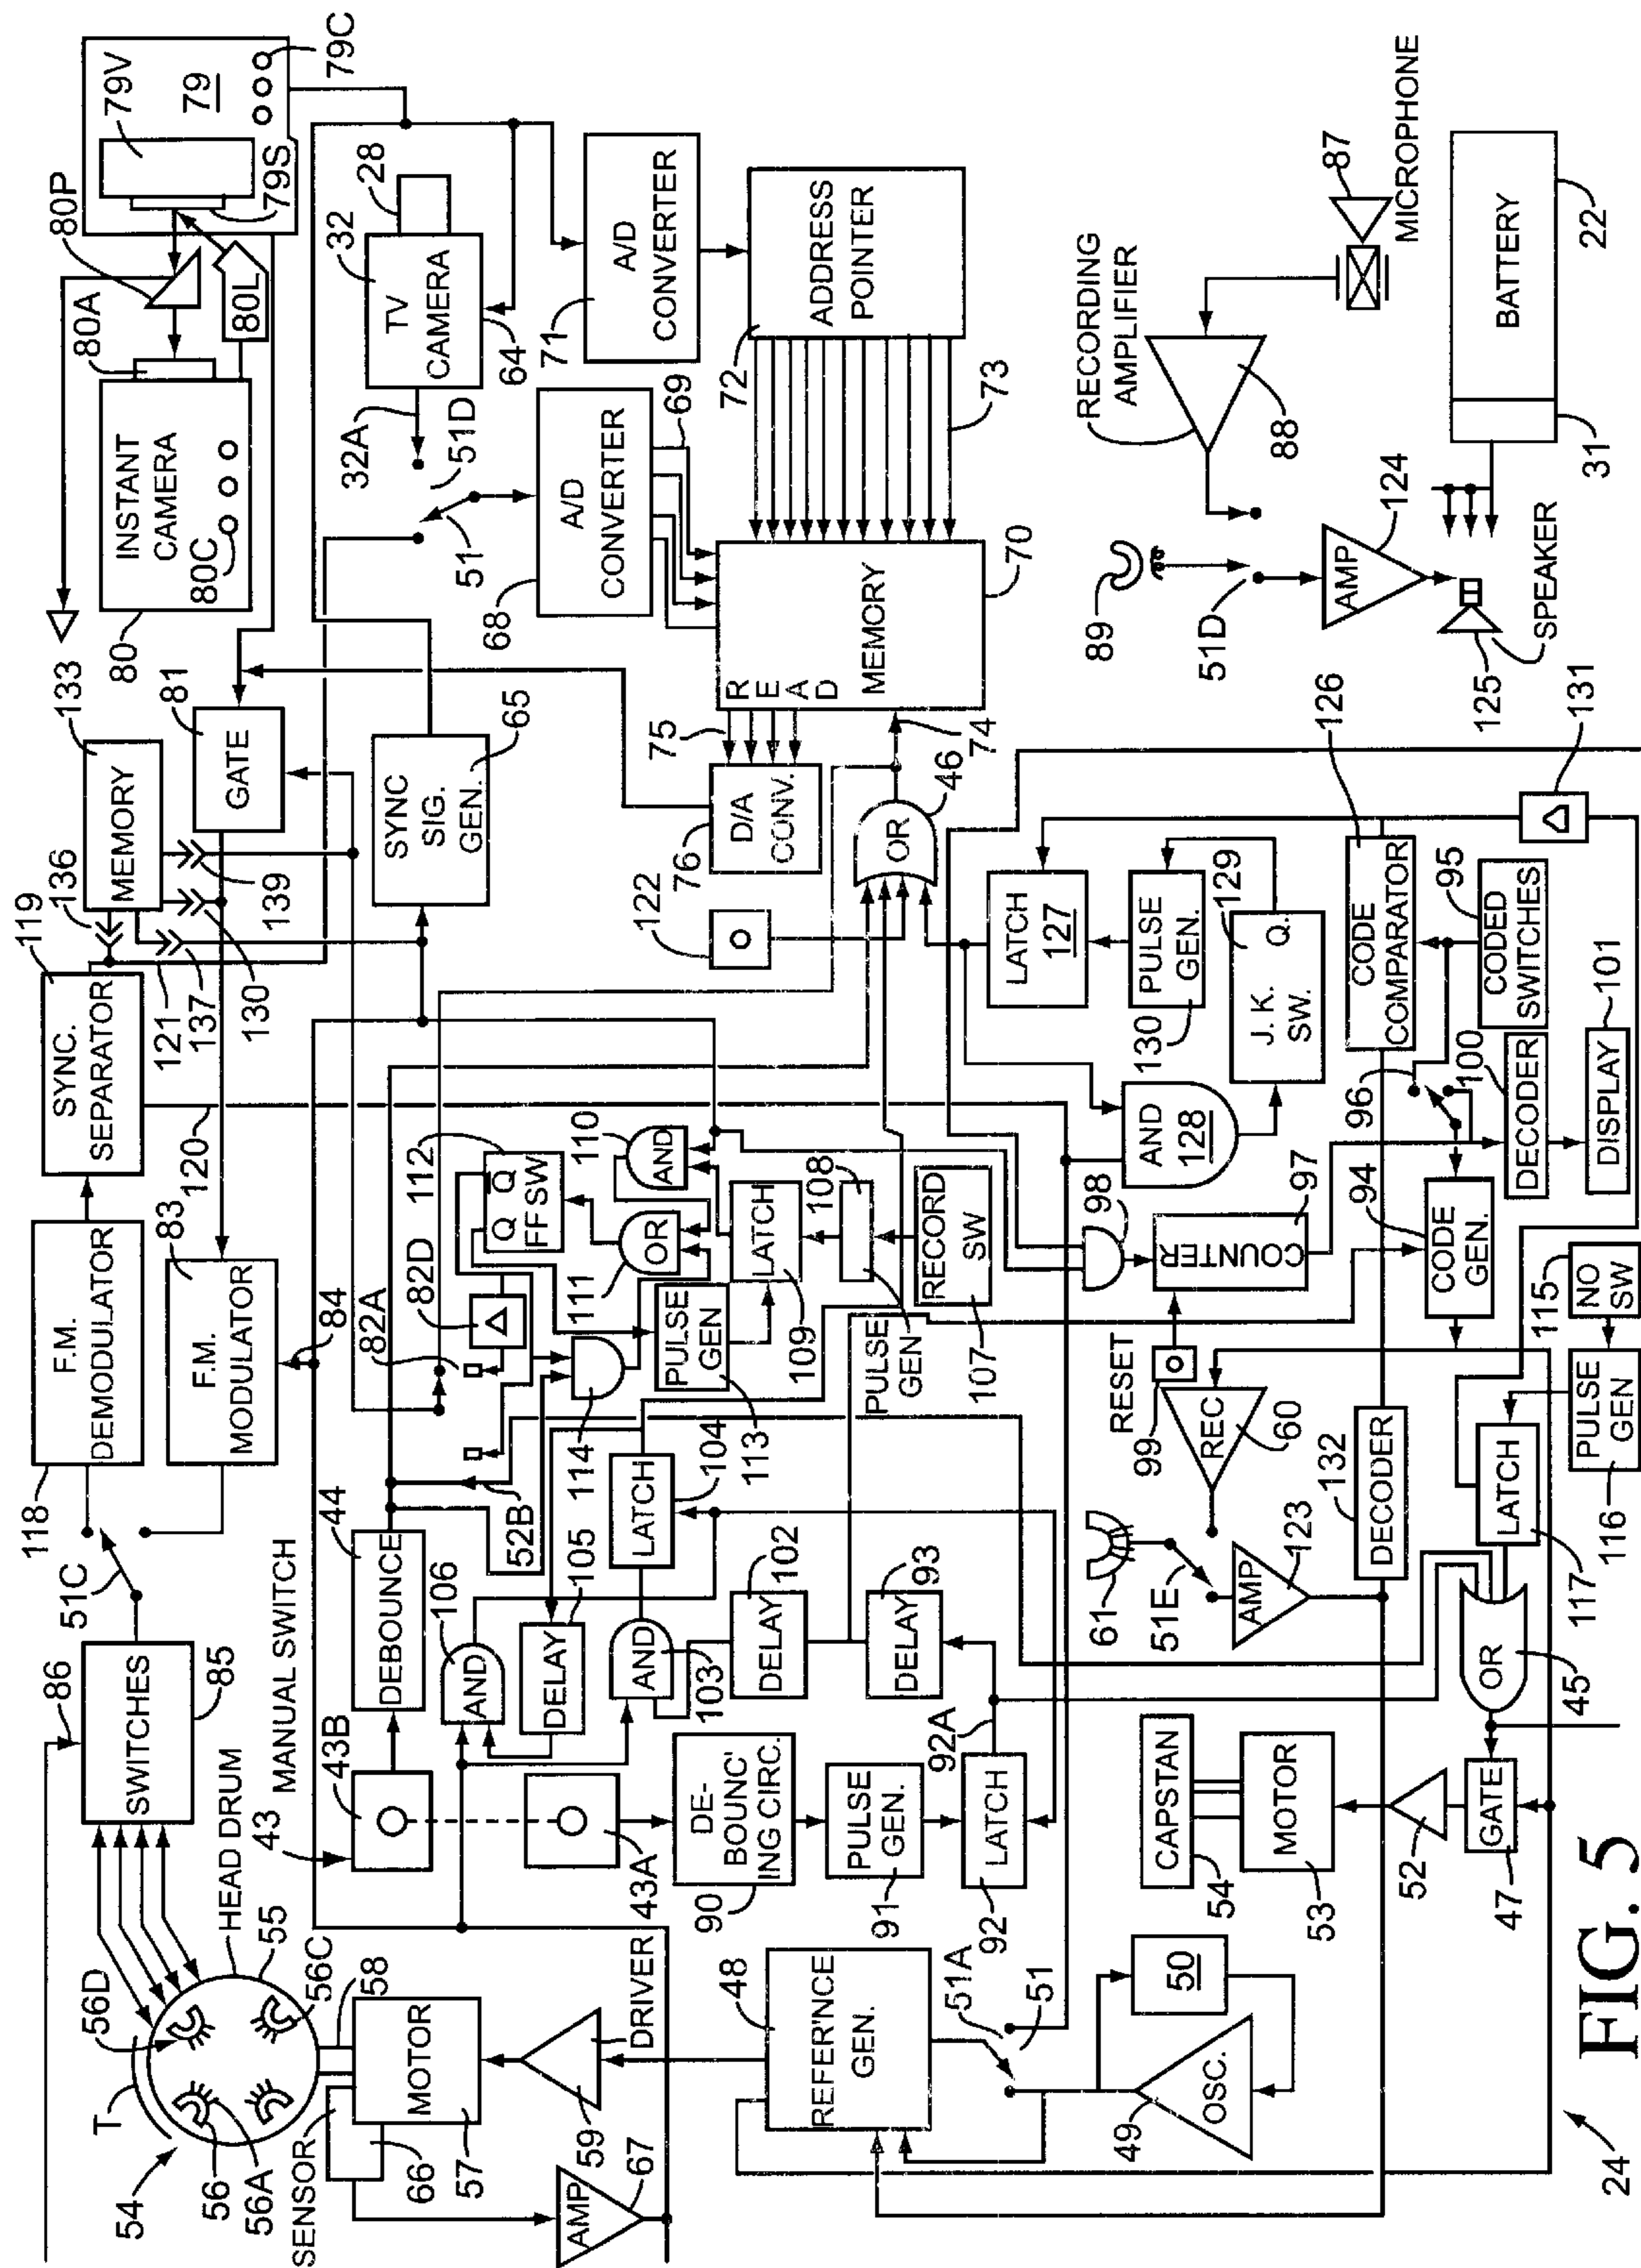 86
SWITCHES
85
51C
118
F.M.
DEMODULATOR
F.M.
MODULATOR
83
84
SYNC.
SEPARATOR
119
120
121
137
130
136
139
MEMORY
133
81
GATE
80
INSTANT
CAMERA
80C
80A
80P
80L
79V
79
79S
79C
54
T
56D
56
56A
56C
55
HEAD DRUM
58
SENSOR
66
MOTOR
57
59
DRIVER
AMP
67
MANUAL SWITCH
43
43B
43A
44
DEBOUNCE
106
AND
105
DELAY
AND
103
LATCH
104
52B
82A
82D
112
Q Q
FF SW
110
AND
OR
111
114
PULSE
GEN
113
LATCH
109
108
PULSE
GEN
RECORD
SW
107
SYNC
SIG.
GEN.
65
32A
TV
CAMERA
32
28
64
51
51D
A/D
CONVERTER
68
69
A/D
CONVERTER
71
ADDRESS
POINTER
72
73
READ
MEMORY
70
75
74
D/A
CONV.
76
122
OR
46
DE-
BOUNC'
ING CIRC.
90
PULSE
GEN.
91
LATCH
92
92A
DELAY
102
DELAY
93
LATCH
127
PULSE
GEN.
130
129
J. K.
SW.
Q.
AND
128
98
COUNTER
97
RESET
99
REC
60
61
51E
AMP
123
DECODER
132
CODE
COMPARATOR
126
CODED
SWITCHES
95
96
100
DECODER
DISPLAY
101
94
CODE
GEN.
115
NO
SW
PULSE
GEN
116
LATCH
117
OR
45
131
RECORDING
AMPLIFIER
88
87
MICROPHONE
89
51D
AMP
124
125
SPEAKER
BATTERY
22
31
REFER'NCE
GEN.
48
51A
51
50
OSC.
49
CAPSTAN
54
MOTOR
53
52
GATE
47
24
FIG. 5